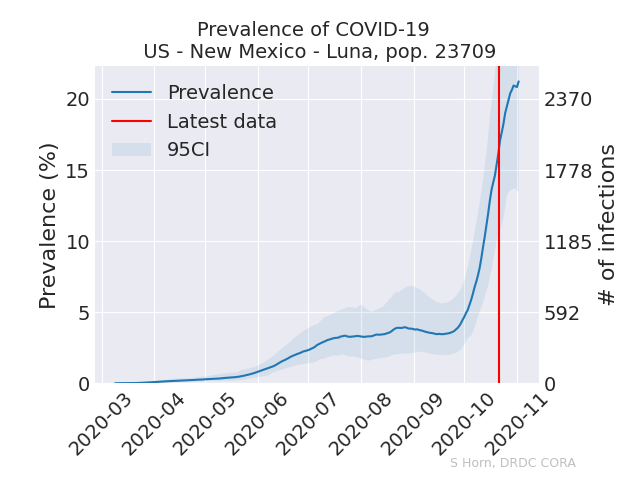 Prevalence of COVID-19
US - New Mexico - Luna, pop. 23709
Prevalence
Latest data
95CI
Prevalence (%)
20
15
10
5
0
# of infections
2370
1778
1185
592
0
2020-03
2020-04
2020-05
2020-06
2020-07
2020-08
2020-09
2020-10
2020-11
S Horn, DRDC CORA